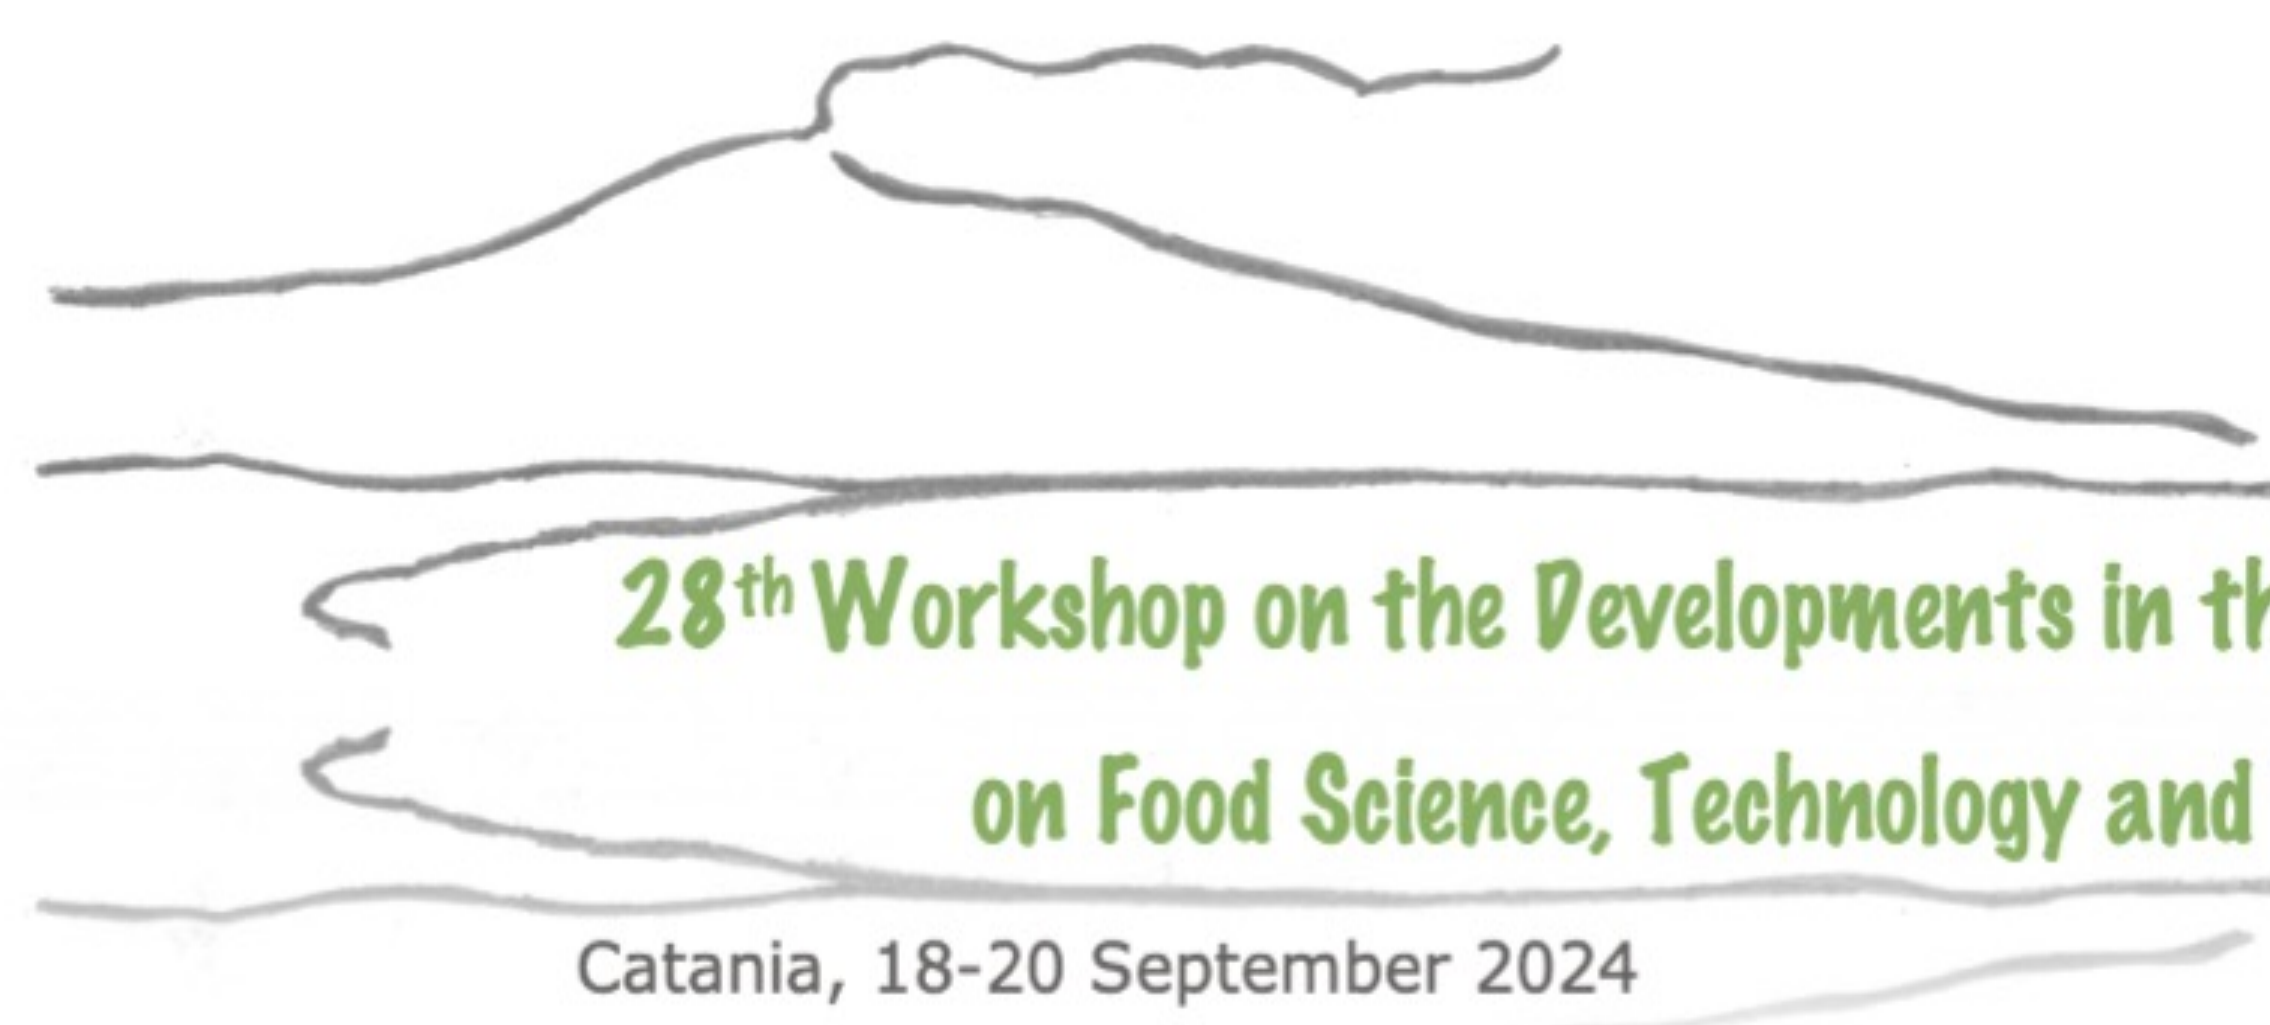 28th Workshop on the Developments in th
on Food Science, Technology and
Catania, 18-20 September 2024